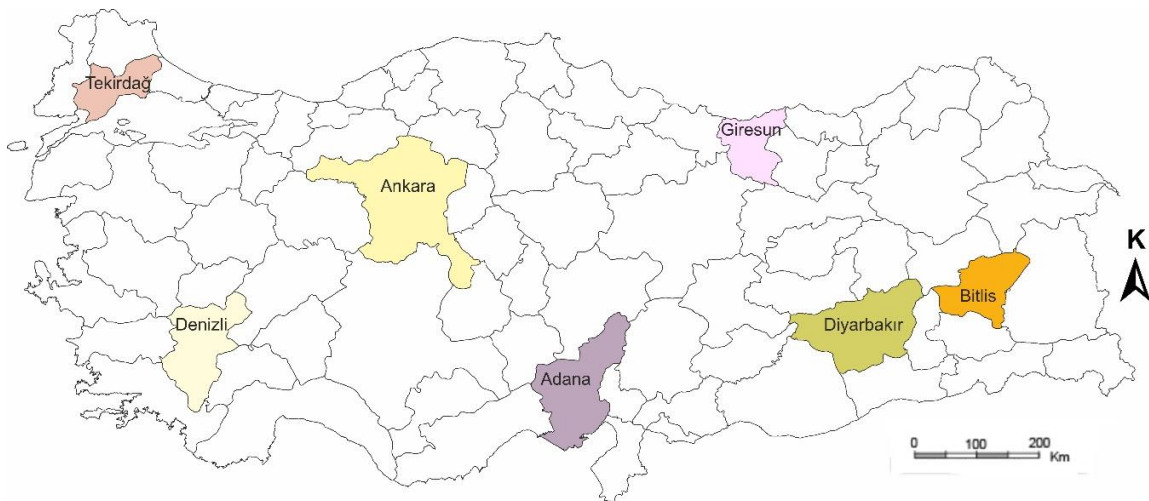 Tekirdağ
Giresun
Ankara
K
Bitlis
Denizli
Diyarbakır
Adana
0 100 200
Km